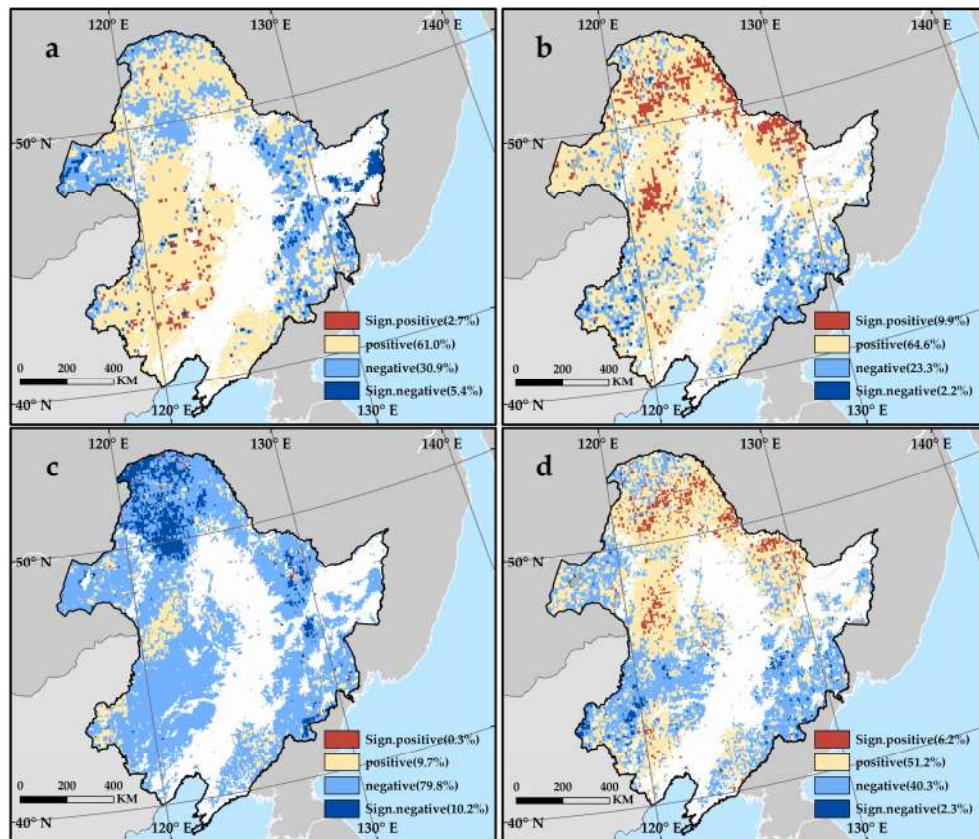 120° E
130° E
140° E
a
50° N
Sign.positive(2.7%)
positive(61.0%)
negative(30.9%)
Sign.negative(5.4%)
0 200 400
KM
40° N
120° E
130° E
120° E
130° E
140° E
b
50° N
Sign.positive(9.9%)
positive(64.6%)
negative(23.3%)
Sign.negative(2.2%)
0 200 400
KM
40° N
120° E
130° E
120° E
130° E
140° E
c
50° N
Sign.positive(0.3%)
positive(9.7%)
negative(79.8%)
Sign.negative(10.2%)
0 200 400
KM
40° N
120° E
130° E
120° E
130° E
140° E
d
50° N
Sign.positive(6.2%)
positive(51.2%)
negative(40.3%)
Sign.negative(2.3%)
0 200 400
KM
40° N
120° E
130° E